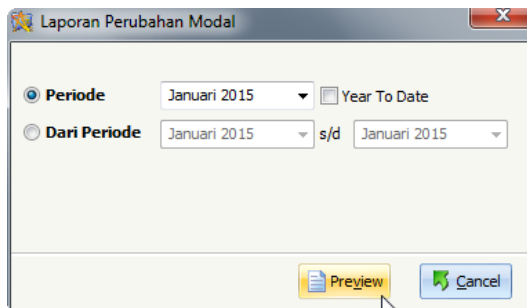 Laporan Perubahan Modal
Periode Januari 2015 Year To Date
Dari Periode Januari 2015 s/d Januari 2015
Preview Cancel